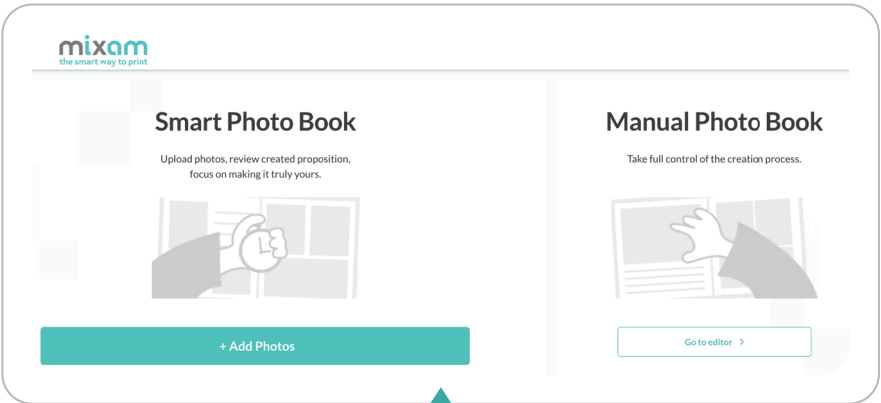 mixam
the smart way to print
Smart Photo Book
Upload photos, review created proposition,
focus on making it truly yours.
+ Add Photos
Manual Photo Book
Take full control of the creation process.
Go to editor